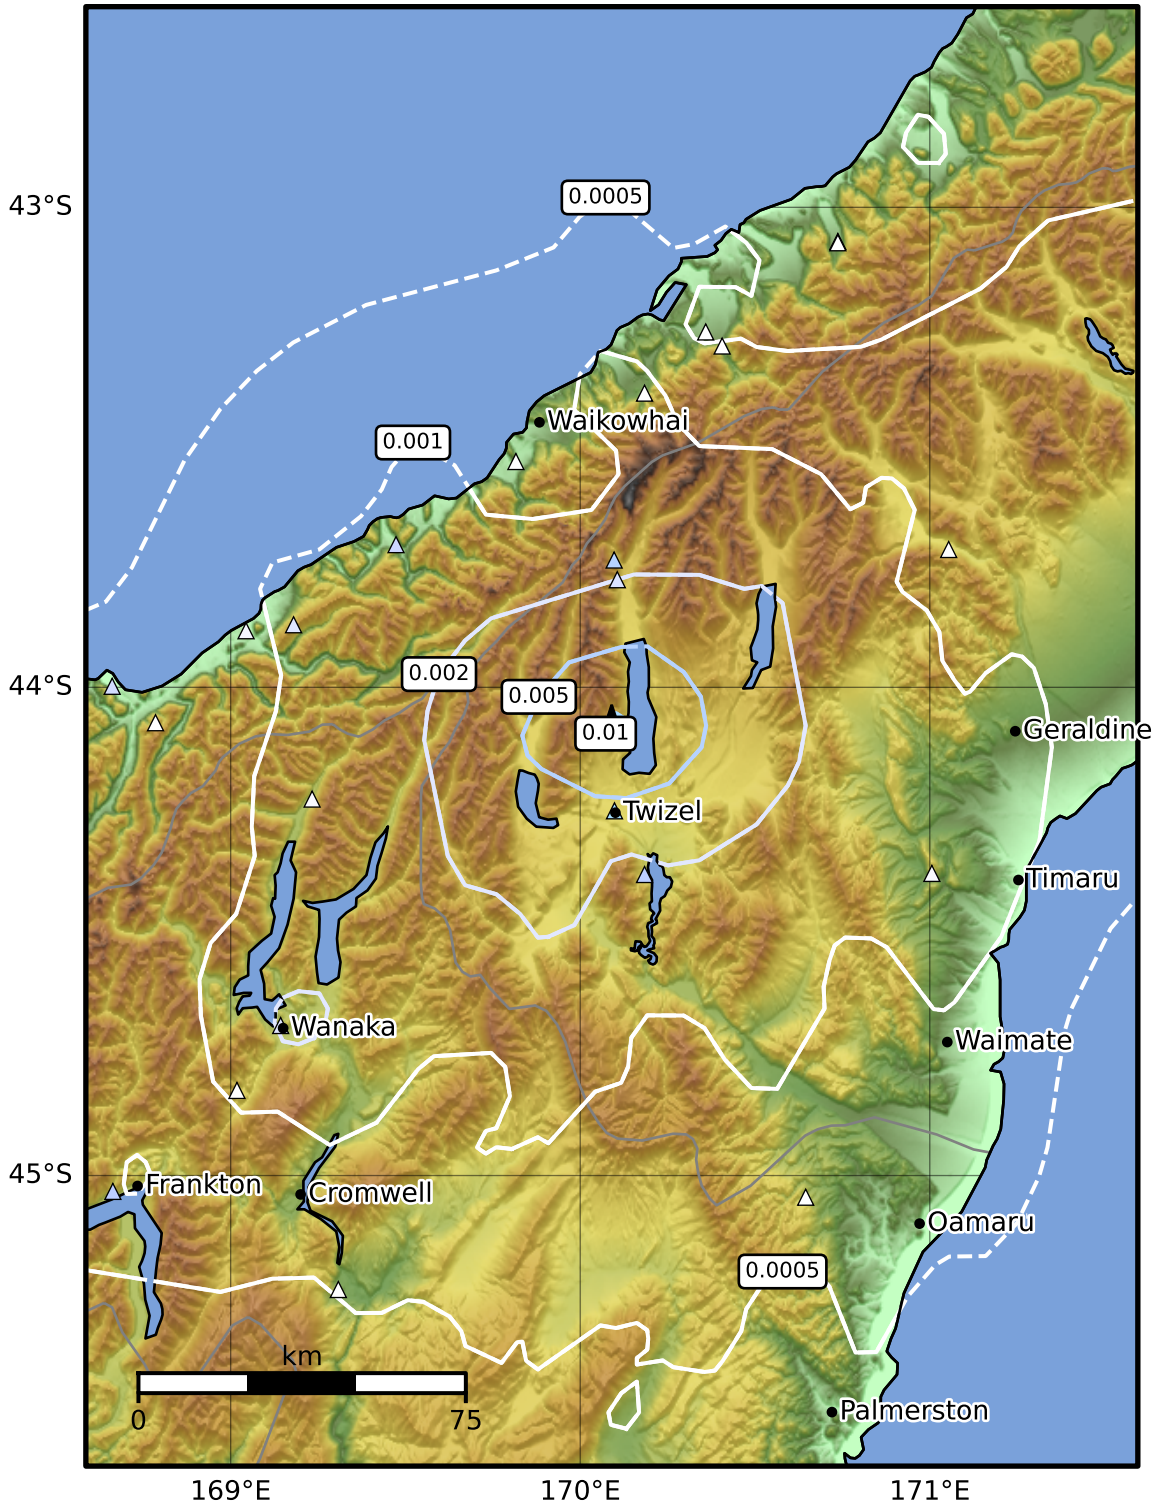 0.0005
43°S
Waikowhai
0.001
0.002
44°S
0.005
0.01
Geraldine
Twizel
Timaru
Wanaka
Waimate
45°S
Frankton
Cromwell
Oamaru
0.0005
km
0
75
Palmerston
169°E
170°E
171°E